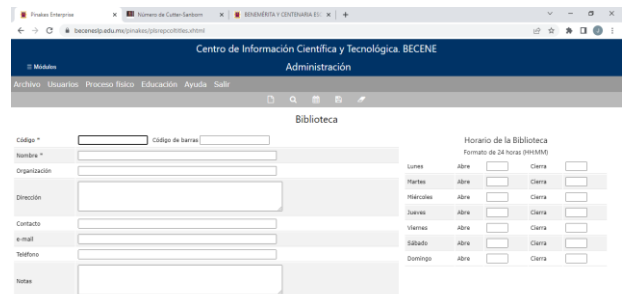 Pinakes Enterprise
Número de Cutter-Sanborn
BENEMÉRITA Y CENTENARIA ES
beceneslp.edu.mx/pinakes/plsrepcoltites.xhtml
Centro de Información Científica y Tecnológica. BECENE
Módulos
Administración
Archivo Usuarios Proceso físico Educación Ayuda Salir
Biblioteca
Código * Código de barras
Nombre *
Organización
Dirección
Contacto
e-mail
Teléfono
Notas
Horario de la Biblioteca
Formato de 24 horas (HH:MM)
Lunes Abre Cierra
Martes Abre Cierra
Miércoles Abre Cierra
Jueves Abre Cierra
Viernes Abre Cierra
Sábado Abre Cierra
Domingo Abre Cierra